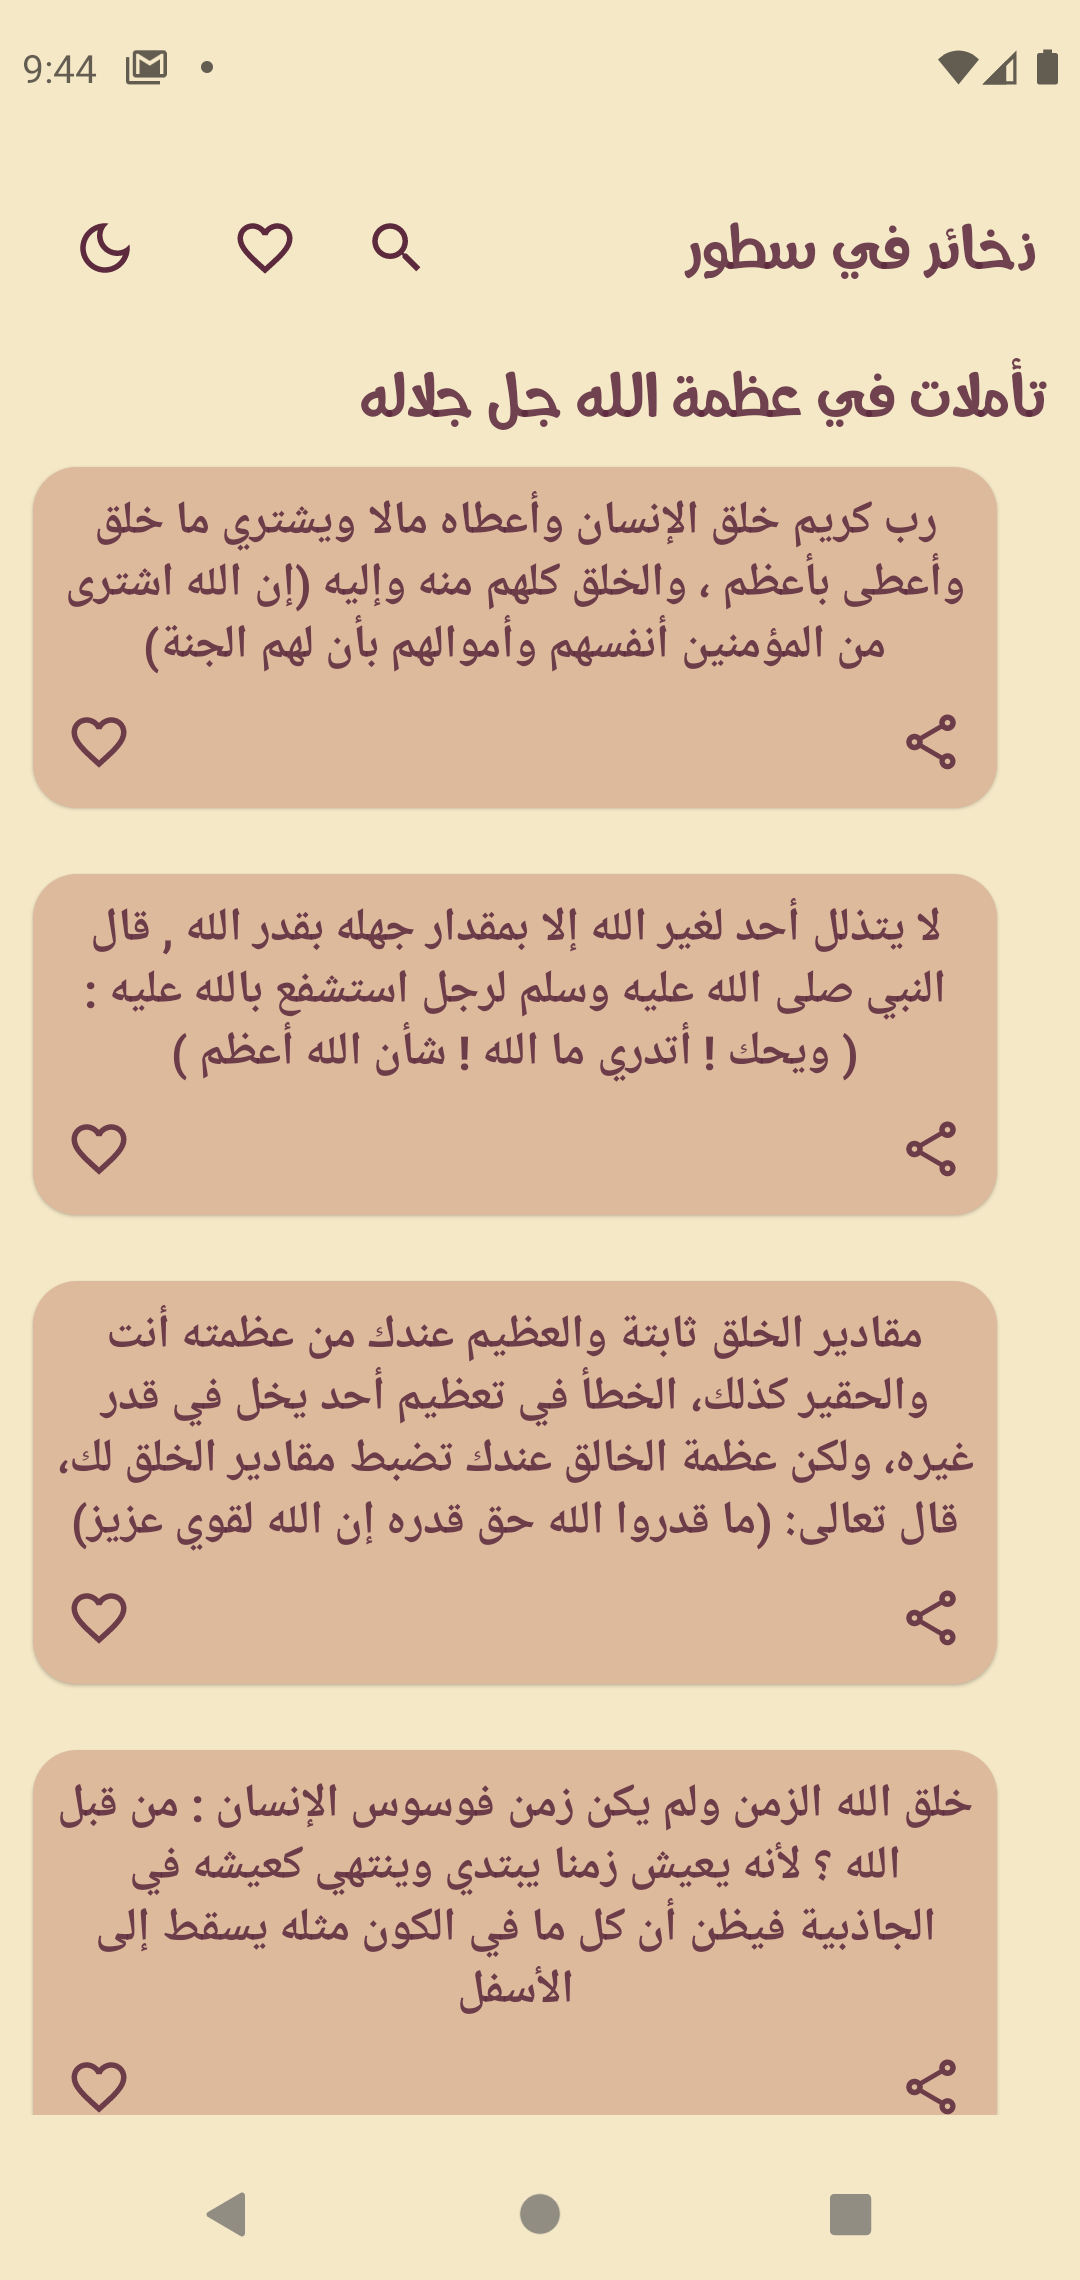 9:44
ذخائر في سطور
تأملات في عظمة الله جل جلاله
رب كريم خلق الإنسان وأعطاه مالا ويشتري ما خلق
وأعطى بأعظم ، والخلق كلهم منه وإليه (إن الله اشترى
من المؤمنين أنفسهم وأموالهم بأن لهم الجنة)
لا يتذلل أحد لغير الله إلا بمقدار جهله بقدر الله , قال
النبي صلى الله عليه وسلم لرجل استشفع بالله عليه :
( ويحك ! أتدري ما الله ! شأن الله أعظم )
مقادير الخلق ثابتة والعظيم عندك من عظمته أنت
والحقير كذلك، الخطأ في تعظيم أحد يخل في قدر
غيره، ولكن عظمة الخالق عندك تضبط مقادير الخلق لك،
قال تعالى: (ما قدروا الله حق قدره إن الله لقوي عزيز)
خلق الله الزمن ولم يكن زمن فوسوس الإنسان : من قبل
الله ؟ لأنه يعيش زمنا يبتدي وينتهي كعيشه في
الجاذبية فيظن أن كل ما في الكون مثله يسقط إلى
الأسفل